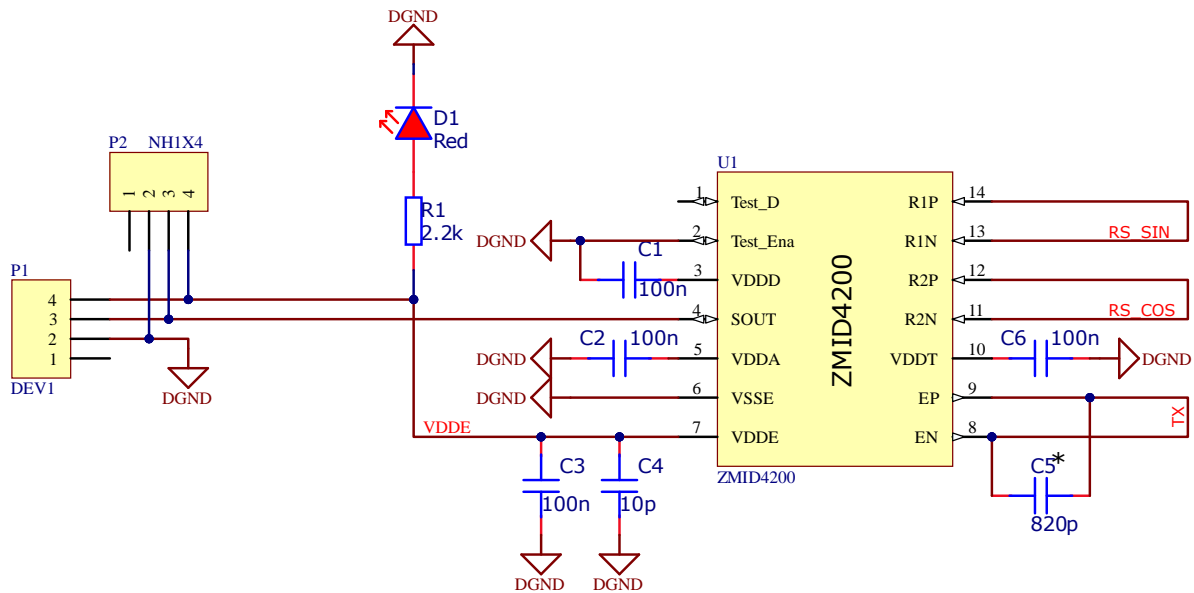 DGND
D1
Red
P2 NH1X4
1 2 3 4
R1
2.2k
P1
4
3
2
1
DEV1
DGND
VDDE
U1
1 Test_D R1P 14
DGND 2 Test_Ena R1N 13 RS_SIN
C1
100n
3 VDDD R2P 12
4 SOUT R2N 11 RS_COS
C2 100n
DGND 5 VDDA VDDT 10 C6 100n DGND
DGND 6 VSSE EP 9
7 VDDE EN 8 TX
ZMID4200
ZMID4200
C3
100n
C4
10p
C5*
820p
DGND
DGND